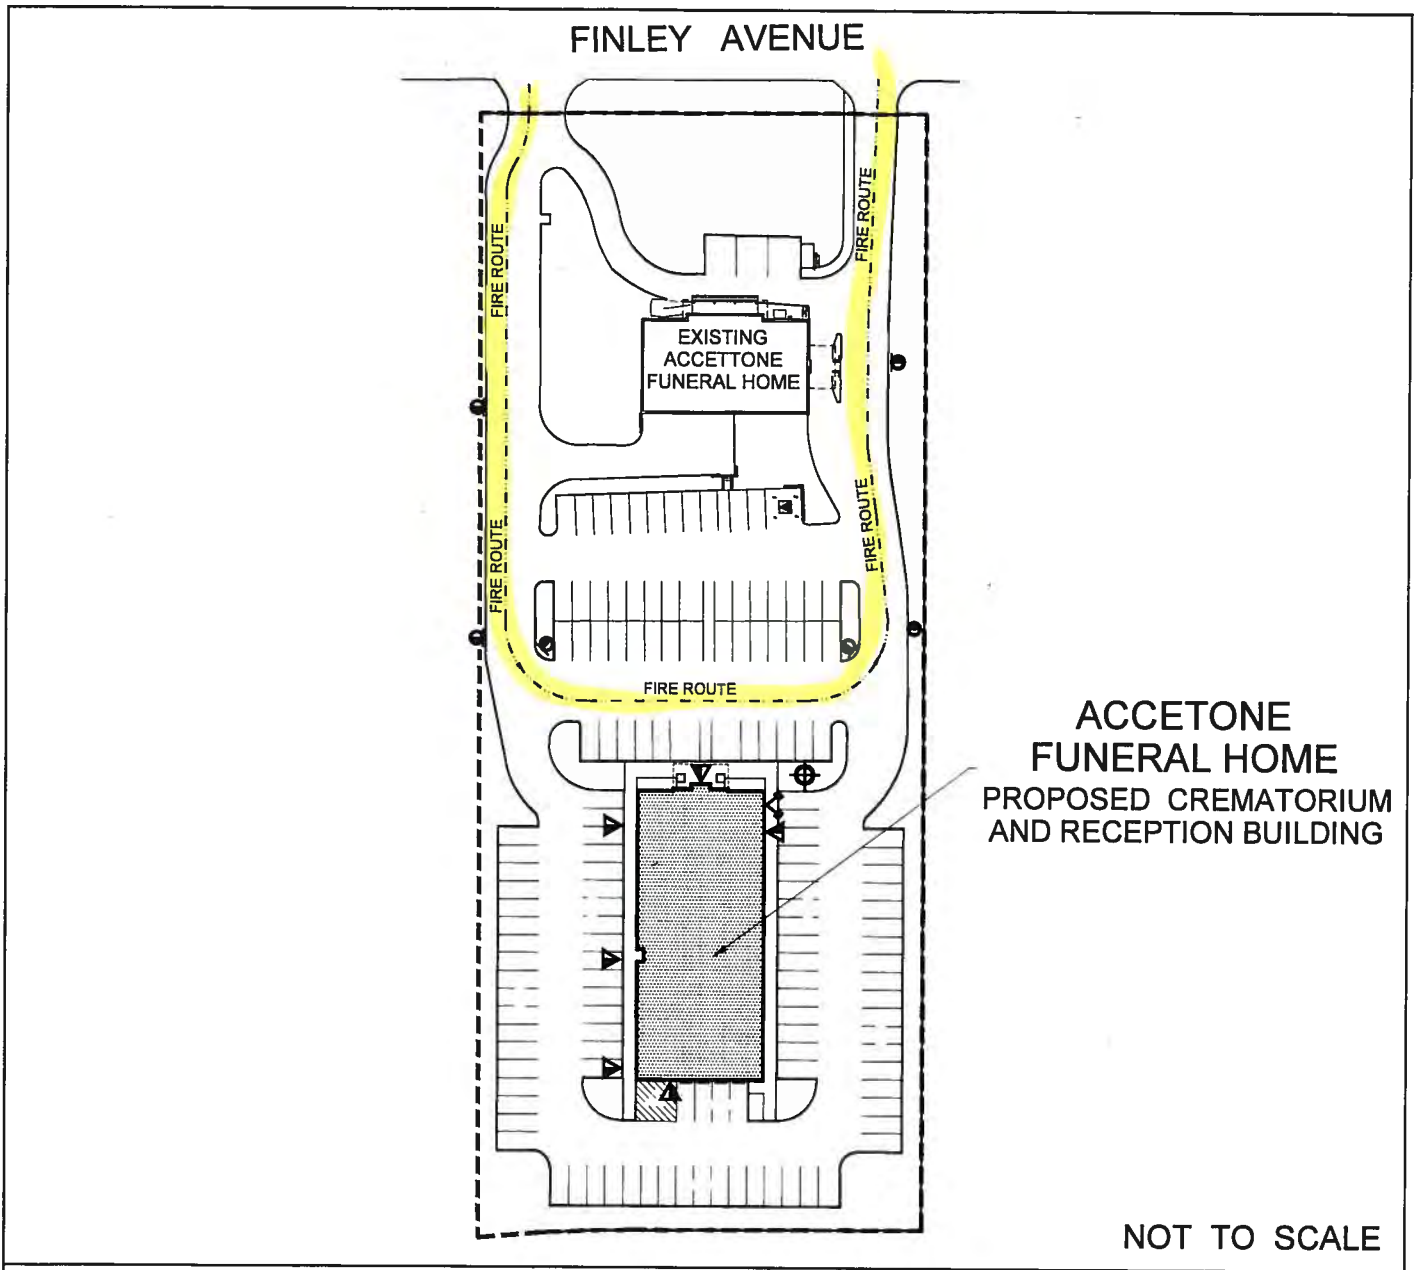 FINLEY AVENUE
FIRE ROUTE
FIRE ROUTE
EXISTING
ACCETTONE
FUNERAL HOME
FIRE ROUTE
FIRE ROUTE
FIRE ROUTE
ACCETONE
FUNERAL HOME
PROPOSED CREMATORIUM
AND RECEPTION BUILDING
NOT TO SCALE